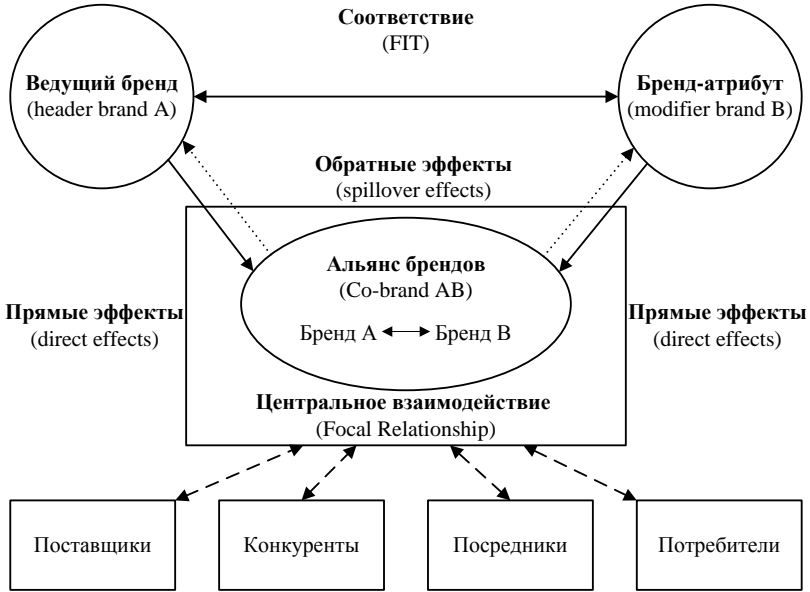 Соответствие
(FIT)
Ведущий бренд
(header brand A)
Бренд-атрибут
(modifier brand B)
Обратные эффекты
(spillover effects)
Альянс брендов
(Co-brand AB)
Бренд А Бренд В
Прямые эффекты
(direct effects)
Прямые эффекты
(direct effects)
Центральное взаимодействие
(Focal Relationship)
Поставщики
Конкуренты
Посредники
Потребители